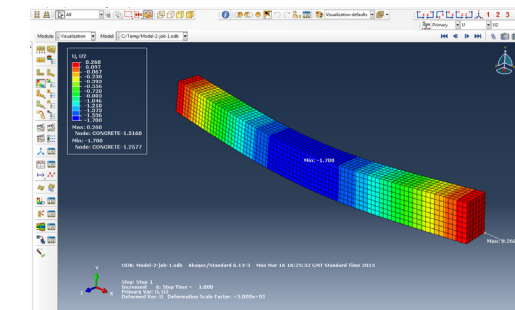 All
Visualization defaults
1 2 3
Primary U U2
Module: Visualization Model: C:/Temp/Model-2-job-1.odb
U, U2
0.260
0.097
-0.067
-0.230
-0.393
-0.556
-0.720
-0.883
-1.046
-1.210
-1.373
-1.536
-1.700
Max: 0.260
Node: CONCRETE-1.5160
Min: -1.700
Node: CONCRETE-1.2577
Min: -1.700
Max: 0.260
ODB: Model-2-job-1.odb Abaqus/Standard 6.13-3 Mon Mar 16 16:25:32 GMT Standard Time 2015
Step: Step-1
Increment 6: Step Time = 1.000
Primary Var: U, U2
Deformed Var: U Deformation Scale Factor: +5.000e+01
Y
Z
X